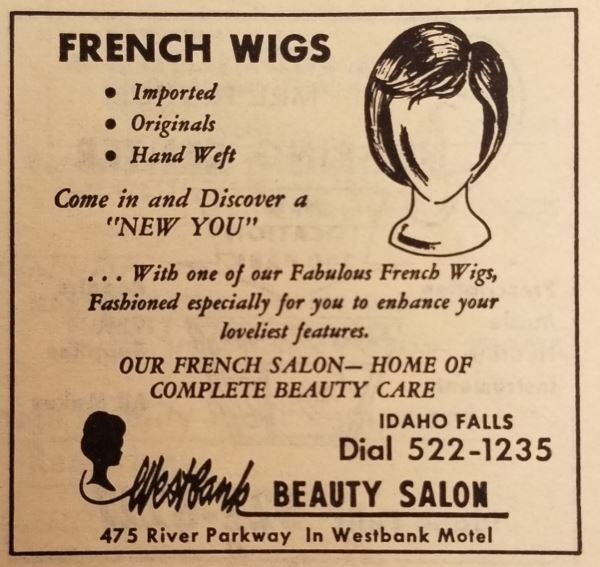 FRENCH WIGS
• Imported
• Originals
• Hand Weft
Come in and Discover a
"NEW YOU"
. . . With one of our Fabulous French Wigs,
Fashioned especially for you to enhance your
loveliest features.
OUR FRENCH SALON— HOME OF
COMPLETE BEAUTY CARE
IDAHO FALLS
Dial 522-1235
Westbank BEAUTY SALON
475 River Parkway In Westbank Motel